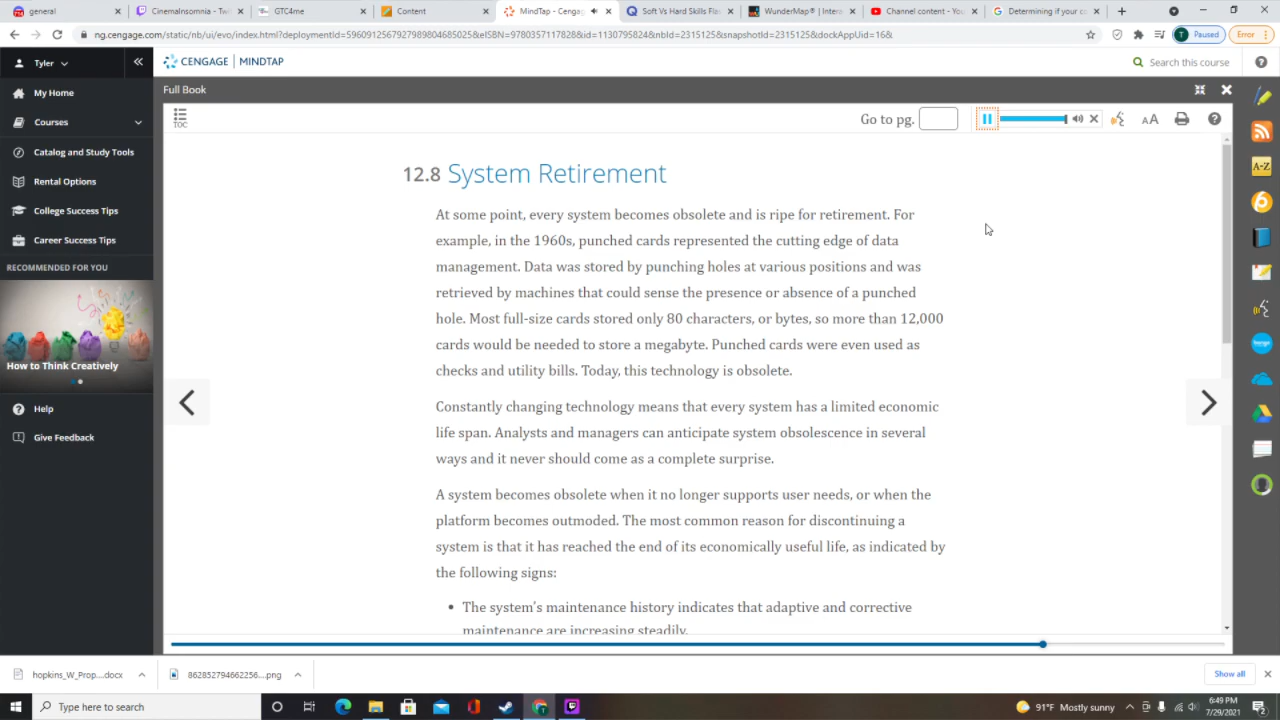 general
CinemaInsomnia - Twi
GTC4me
Content
MindTap - Cengag
Soft Vs Hard Skills Flas
WunderMap® | Intera
Channel content - You
Determining if your co
ng.cengage.com/static/nb/ui/evo/index.html?deploymentId=5960912567927989804685025&eISBN=9780357117828&id=1130795824&nbId=2315125&snapshotId=2315125&dockAppUid=16&
T Paused
Error
Tyler
CENGAGE | MINDTAP
Search this course
My Home
Full Book
Courses
TOC
Go to pg.
AA
A-Z
Catalog and Study Tools
Rental Options
College Success Tips
Career Success Tips
RECOMMENDED FOR YOU
How to Think Creatively
Help
Give Feedback
12.8 System Retirement
At some point, every system becomes obsolete and is ripe for retirement. For
example, in the 1960s, punched cards represented the cutting edge of data
management. Data was stored by punching holes at various positions and was
retrieved by machines that could sense the presence or absence of a punched
hole. Most full-size cards stored only 80 characters, or bytes, so more than 12,000
cards would be needed to store a megabyte. Punched cards were even used as
checks and utility bills. Today, this technology is obsolete.
Constantly changing technology means that every system has a limited economic
life span. Analysts and managers can anticipate system obsolescence in several
ways and it never should come as a complete surprise.
A system becomes obsolete when it no longer supports user needs, or when the
platform becomes outmoded. The most common reason for discontinuing a
system is that it has reached the end of its economically useful life, as indicated by
the following signs:
• The system's maintenance history indicates that adaptive and corrective
maintenance are increasing steadily.
hopkins_W_Prop....docx
862852794662256....png
Show all
Type here to search
91°F Mostly sunny
6:49 PM
7/29/2021
2